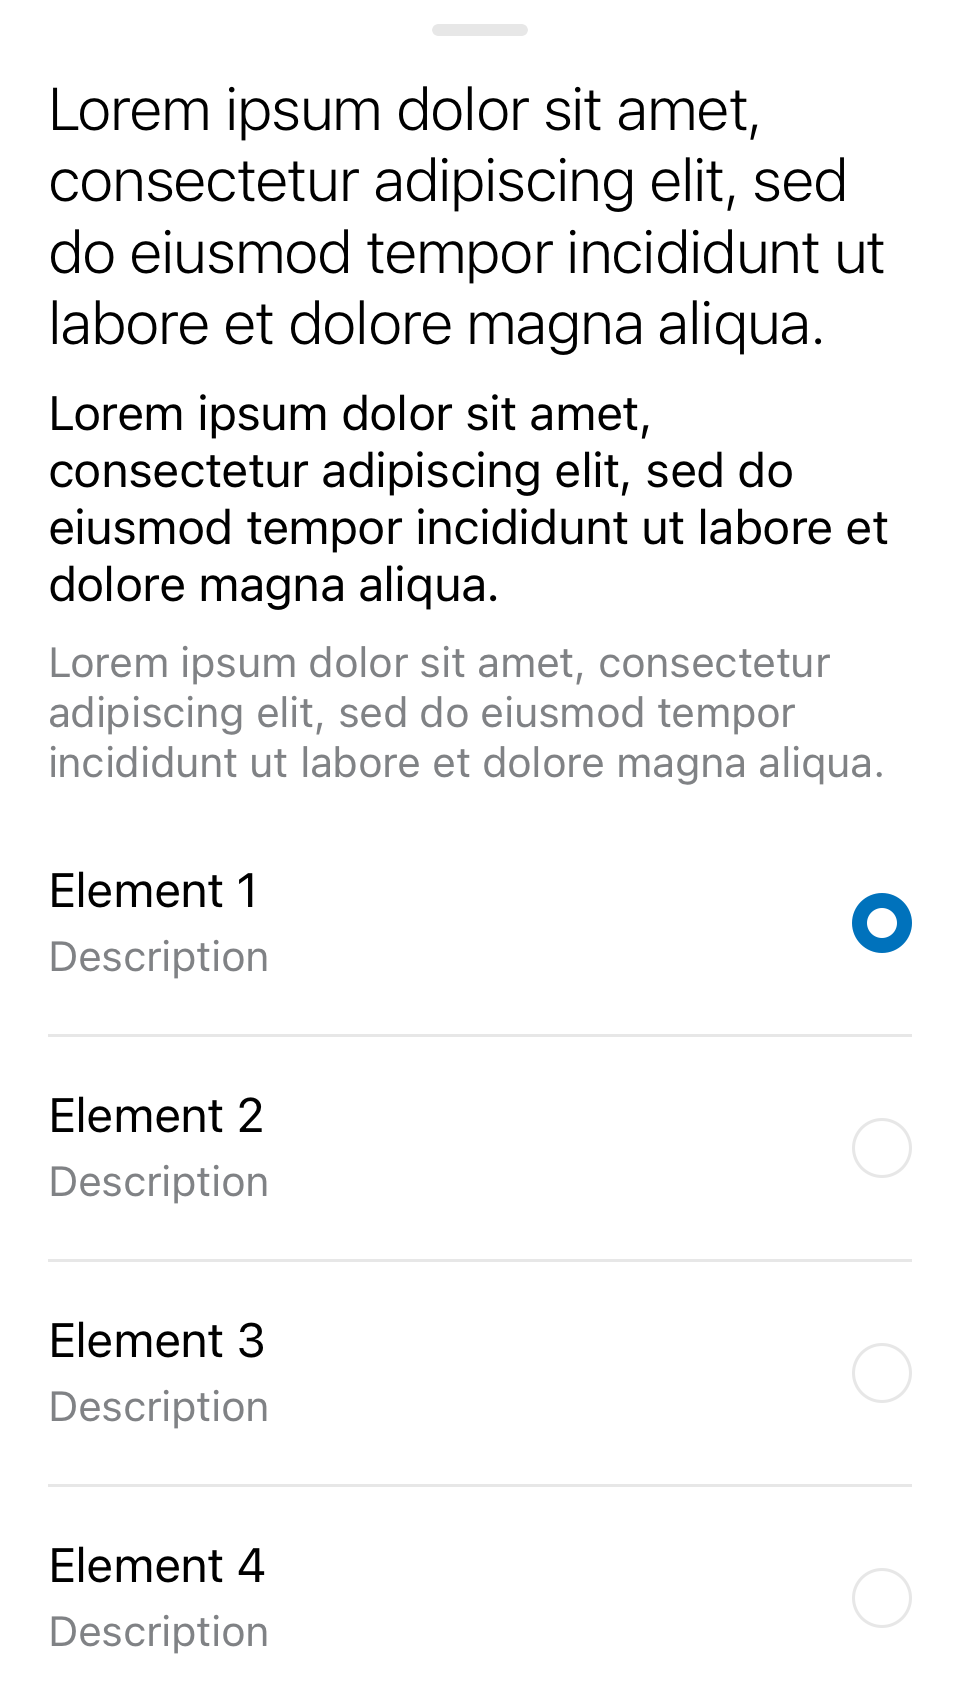 Lorem ipsum dolor sit amet,
consectetur adipiscing elit, sed
do eiusmod tempor incididunt ut
labore et dolore magna aliqua.
Lorem ipsum dolor sit amet,
consectetur adipiscing elit, sed do
eiusmod tempor incididunt ut labore et
dolore magna aliqua.
Lorem ipsum dolor sit amet, consectetur
adipiscing elit, sed do eiusmod tempor
incididunt ut labore et dolore magna aliqua.
Element 1
Description
Element 2
Description
Element 3
Description
Element 4
Description